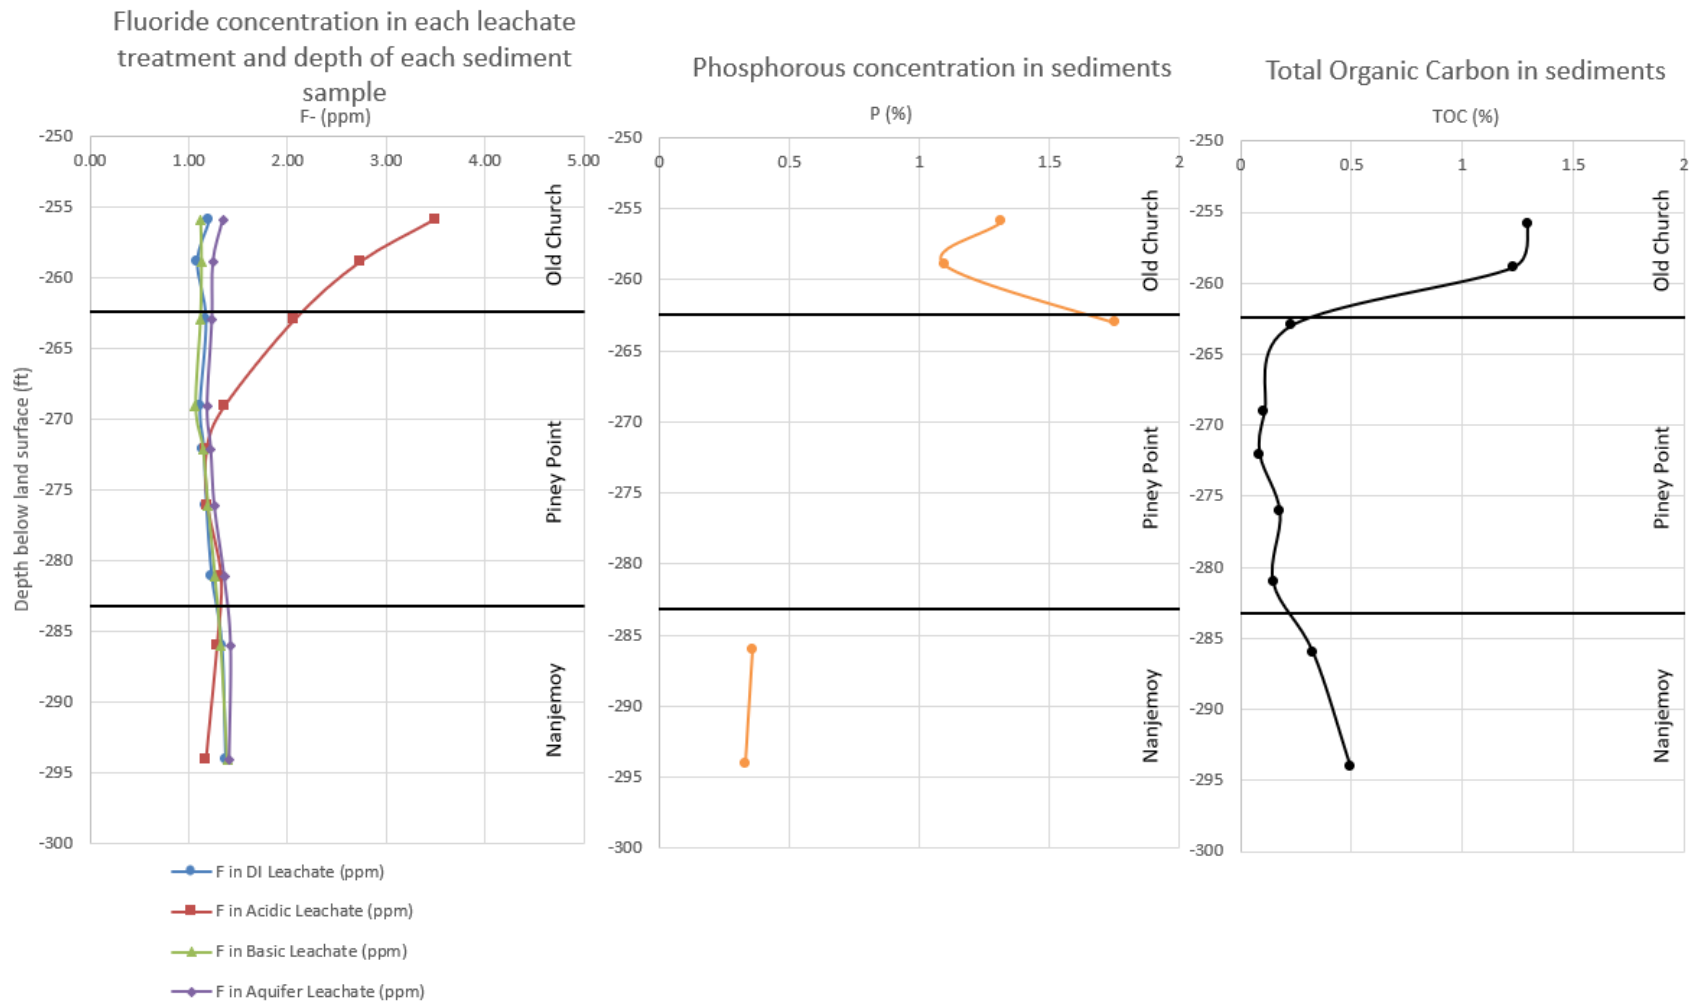 Fluoride concentration in each leachate
treatment and depth of each sediment
sample
F- (ppm)
-250
0.00 1.00 2.00 3.00 4.00 5.00
-255
-260
-265
-270
-275
-280
-285
-290
-295
-300
Depth below land surface (ft)
Old Church
Piney Point
Nanjemoy
F in DI Leachate (ppm)
F in Acidic Leachate (ppm)
F in Basic Leachate (ppm)
F in Aquifer Leachate (ppm)
Phosphorous concentration in sediments
P (%)
-250
0 0.5 1 1.5 2
-255
-260
-265
-270
-275
-280
-285
-290
-295
-300
Old Church
Piney Point
Nanjemoy
Total Organic Carbon in sediments
TOC (%)
-250
0 0.5 1 1.5 2
-255
-260
-265
-270
-275
-280
-285
-290
-295
-300
Old Church
Piney Point
Nanjemoy